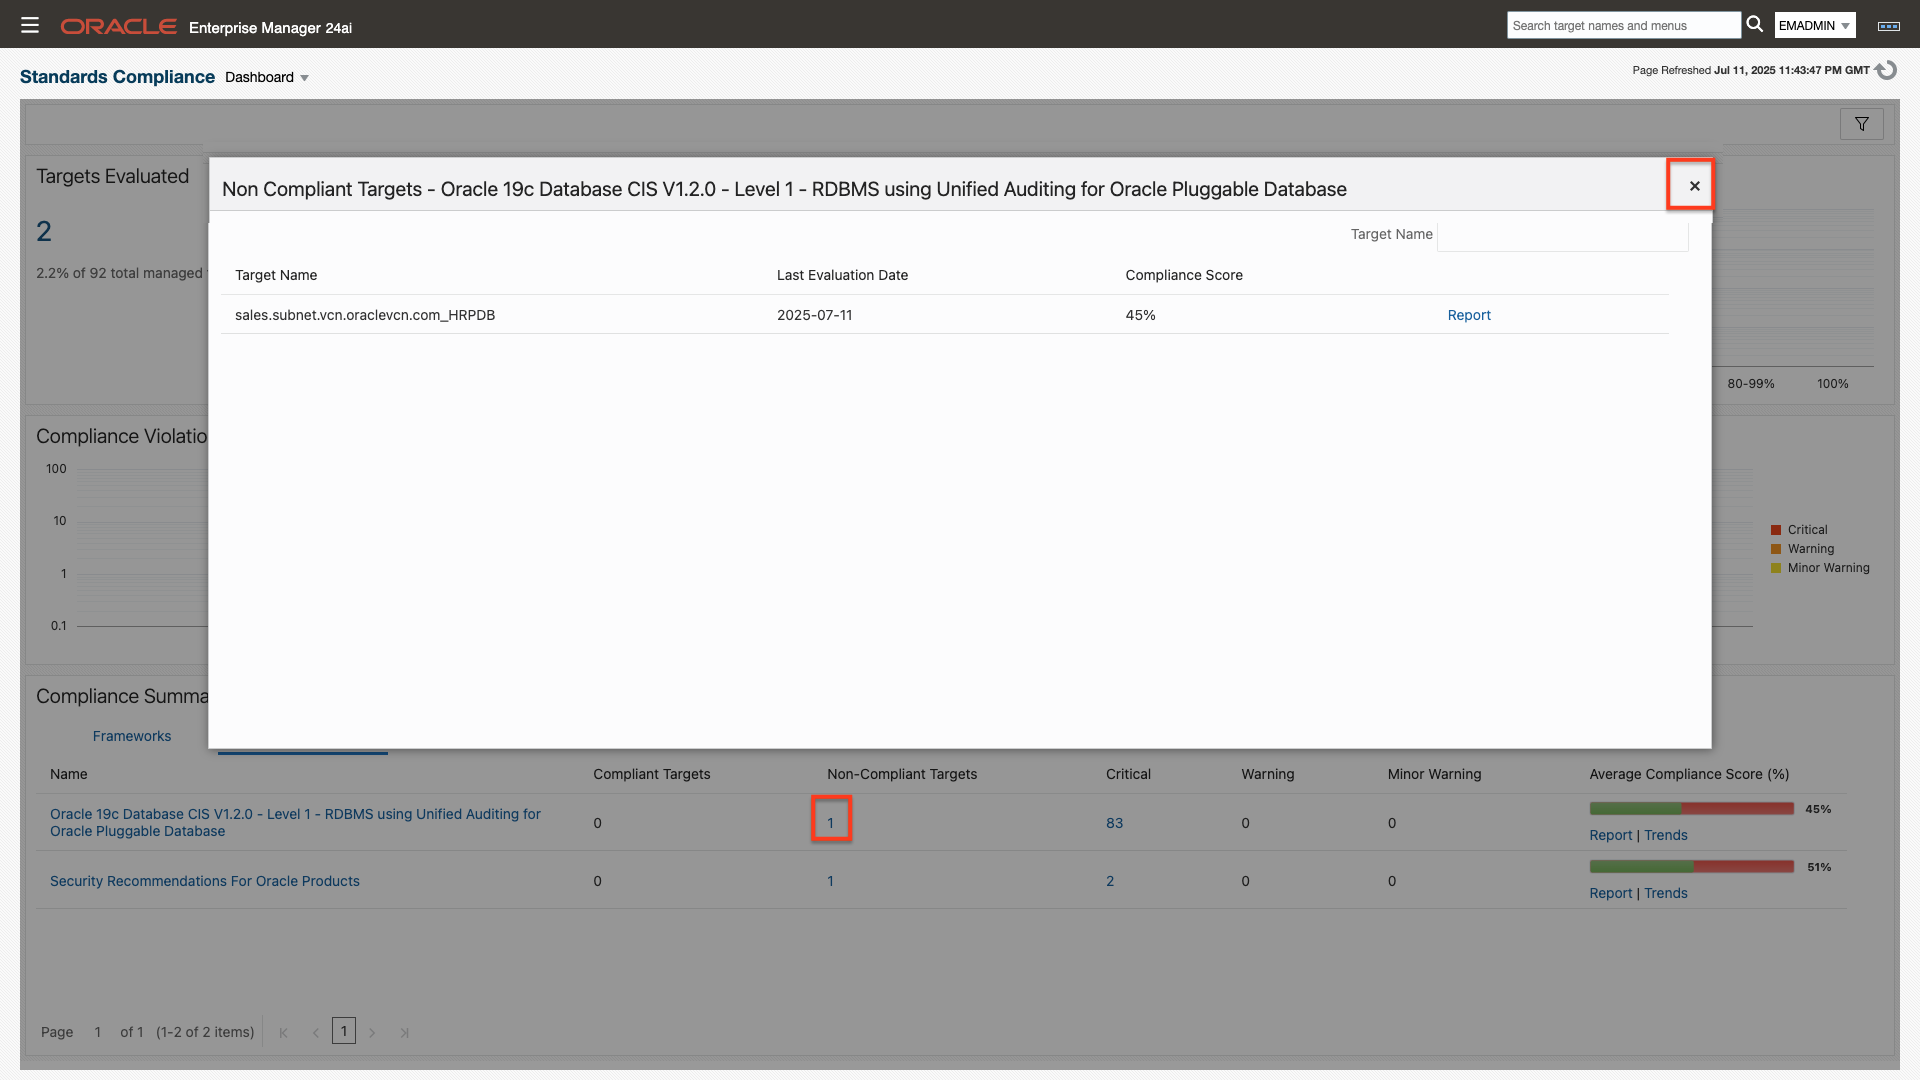 ORACLE Enterprise Manager 24ai
Search target names and menus
EMADMIN
Standards Compliance Dashboard
Page Refreshed Jul 11, 2025 11:43:47 PM GMT
Targets Evaluated
2
2.2% of 92 total managed
Non Compliant Targets - Oracle 19c Database CIS V1.2.0 - Level 1 - RDBMS using Unified Auditing for Oracle Pluggable Database
Target Name
Target Name Last Evaluation Date Compliance Score
sales.subnet.vcn.oraclevcn.com_HRPDB 2025-07-11 45% Report
80-99% 100%
Compliance Violatio
100
10
1
0.1
Critical
Warning
Minor Warning
Compliance Summa
Frameworks
Name Compliant Targets Non-Compliant Targets Critical Warning Minor Warning Average Compliance Score (%)
Oracle 19c Database CIS V1.2.0 - Level 1 - RDBMS using Unified Auditing for
Oracle Pluggable Database
0 1 83 0 0 45%
Report | Trends
Security Recommendations For Oracle Products 0 1 2 0 0 51%
Report | Trends
Page 1 of 1 (1-2 of 2 items) 1